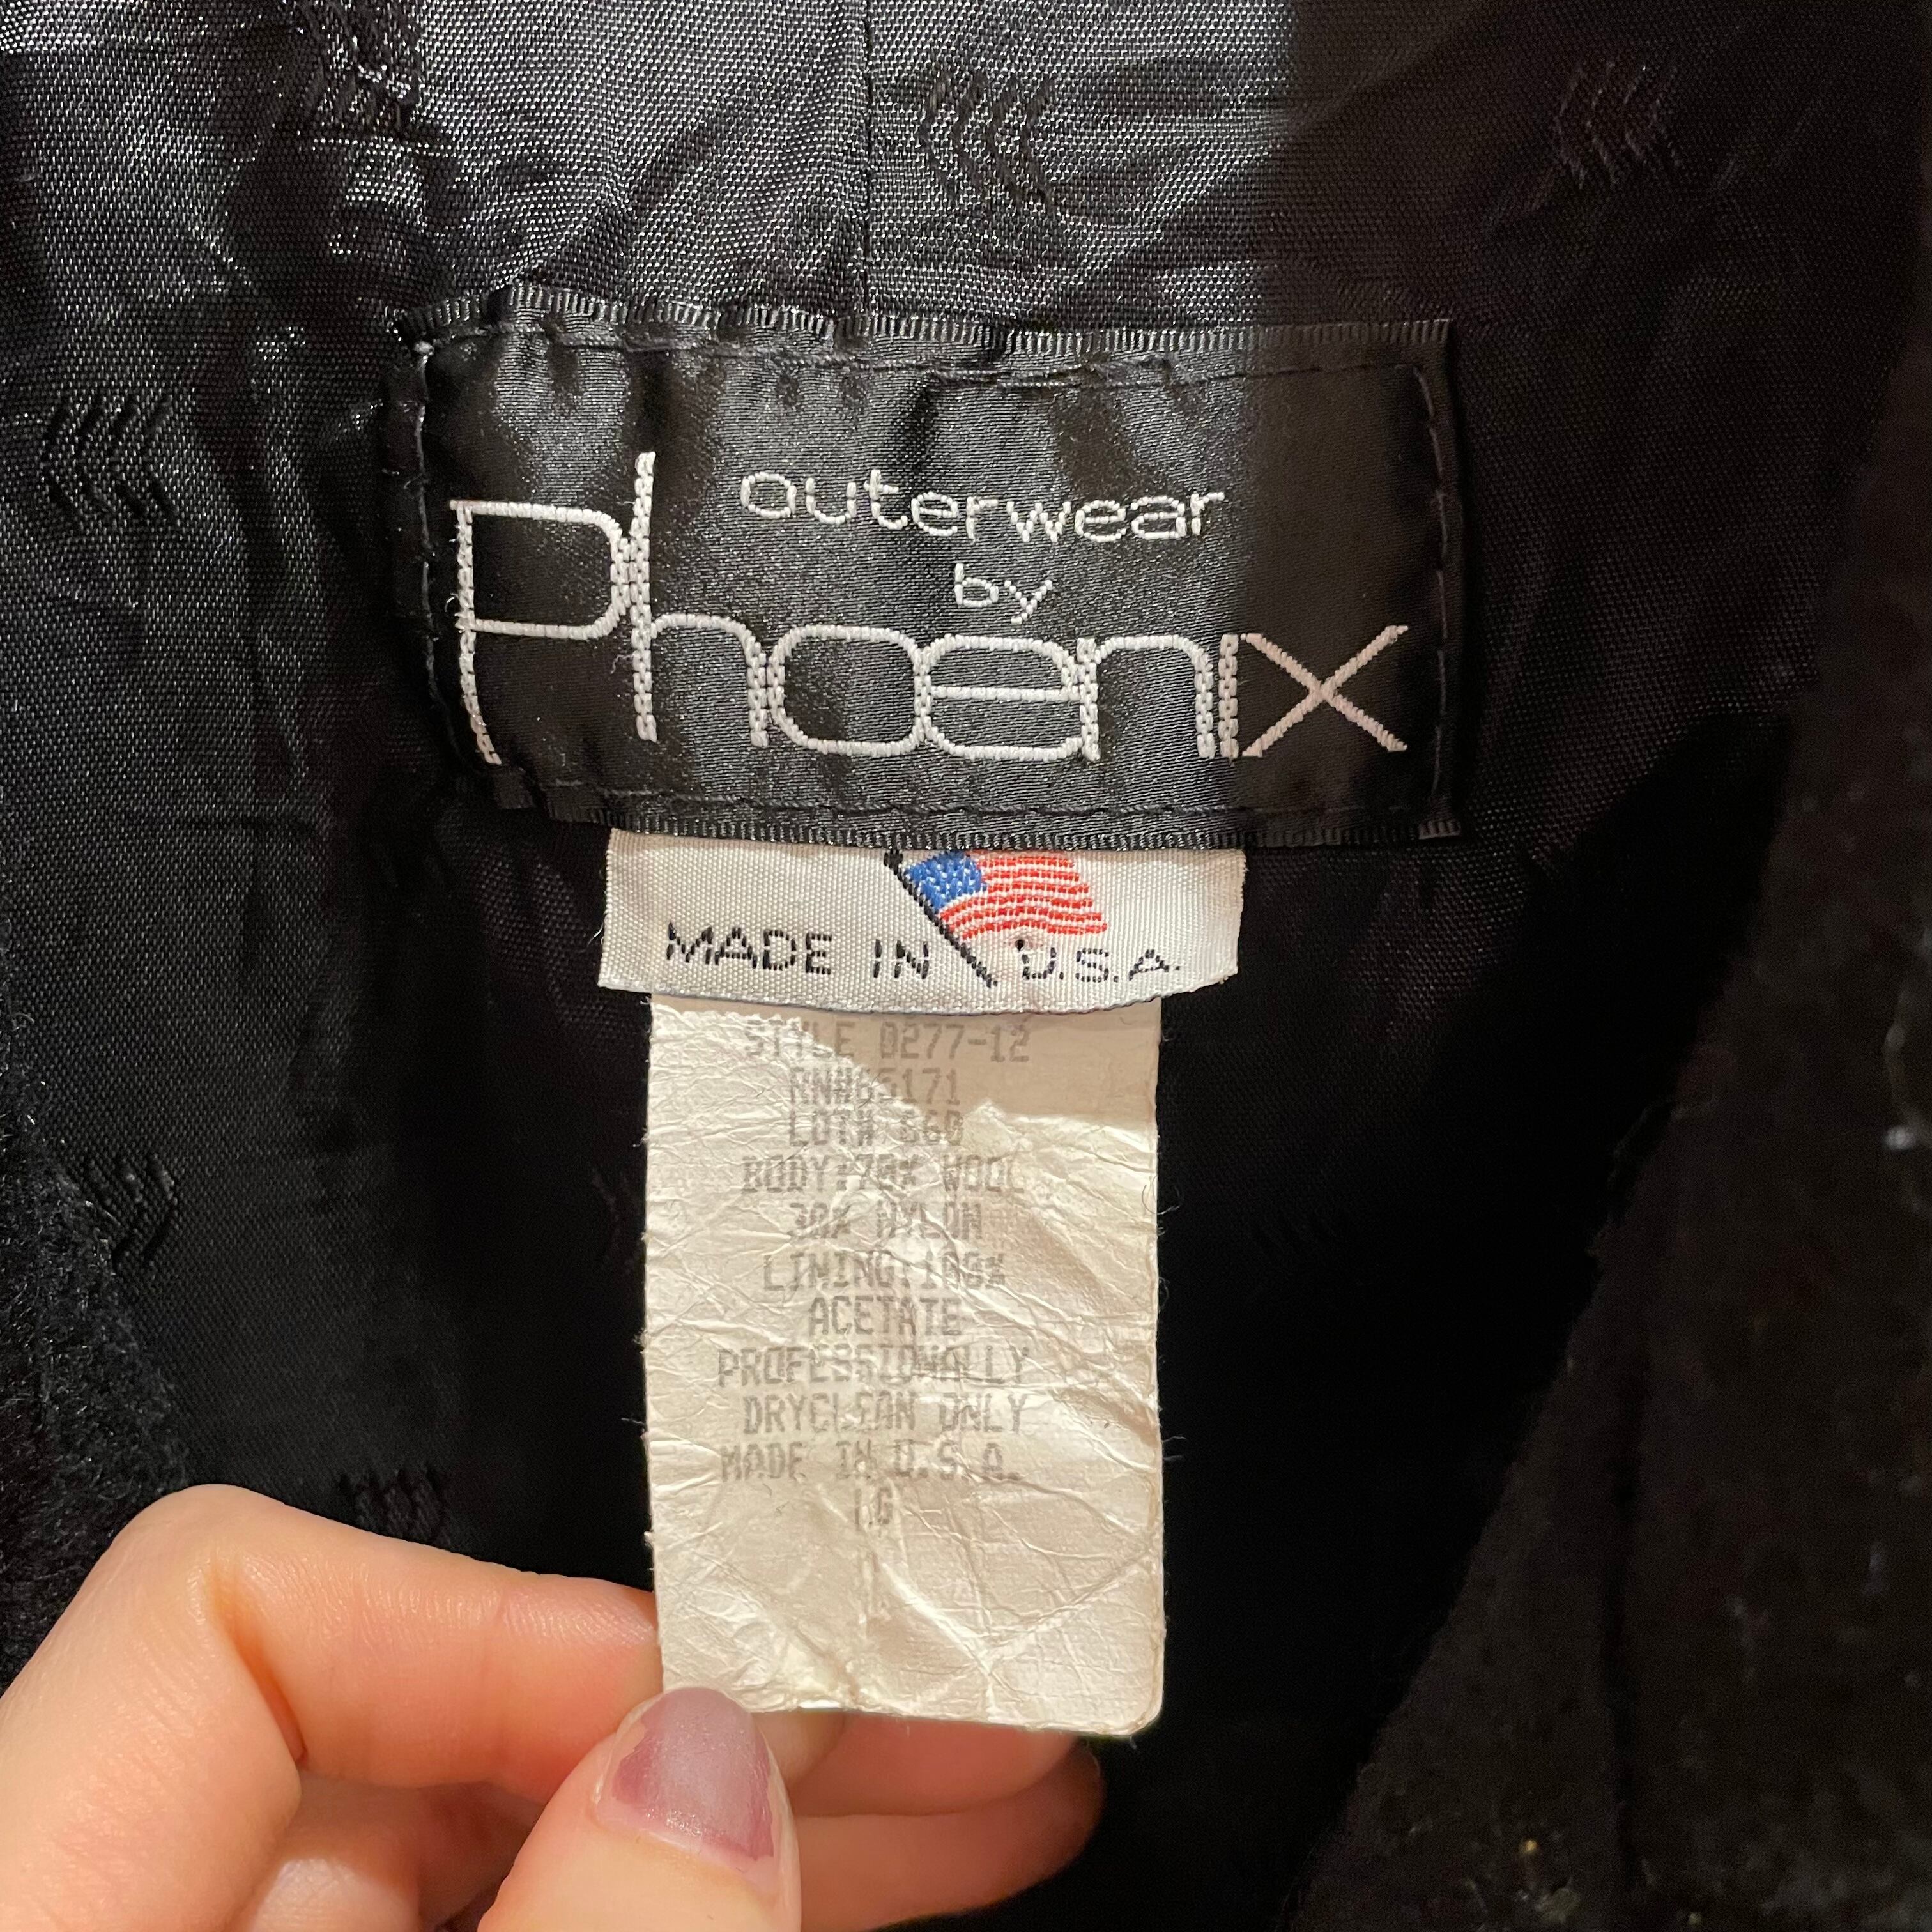 outerwear
by
Phoenix
MADE IN U.S.A.
STYLE 0277-12
RN#65171
LOT# 660
BODY:70% WOOL
30% NYLON
LINING:100%
ACETATE
PROFESSIONALLY
DRYCLEAN ONLY
MADE IN U.S.A.
LG